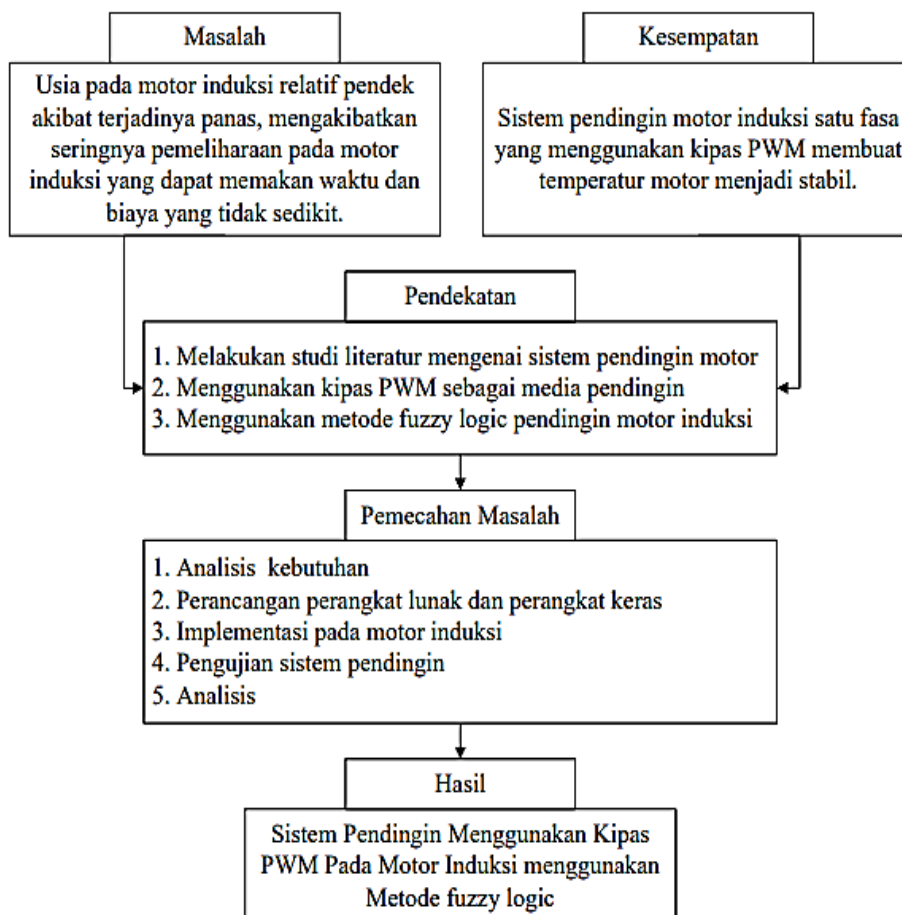 Masalah
Usia pada motor induksi relatif pendek
akibat terjadinya panas, mengakibatkan
seringnya pemeliharaan pada motor
induksi yang dapat memakan waktu dan
biaya yang tidak sedikit.
Kesempatan
Sistem pendingin motor induksi satu fasa
yang menggunakan kipas PWM membuat
temperatur motor menjadi stabil.
Pendekatan
1. Melakukan studi literatur mengenai sistem pendingin motor
2. Menggunakan kipas PWM sebagai media pendingin
3. Menggunakan metode fuzzy logic pendingin motor induksi
Pemecahan Masalah
1. Analisis kebutuhan
2. Perancangan perangkat lunak dan perangkat keras
3. Implementasi pada motor induksi
4. Pengujian sistem pendingin
5. Analisis
Hasil
Sistem Pendingin Menggunakan Kipas
PWM Pada Motor Induksi menggunakan
Metode fuzzy logic